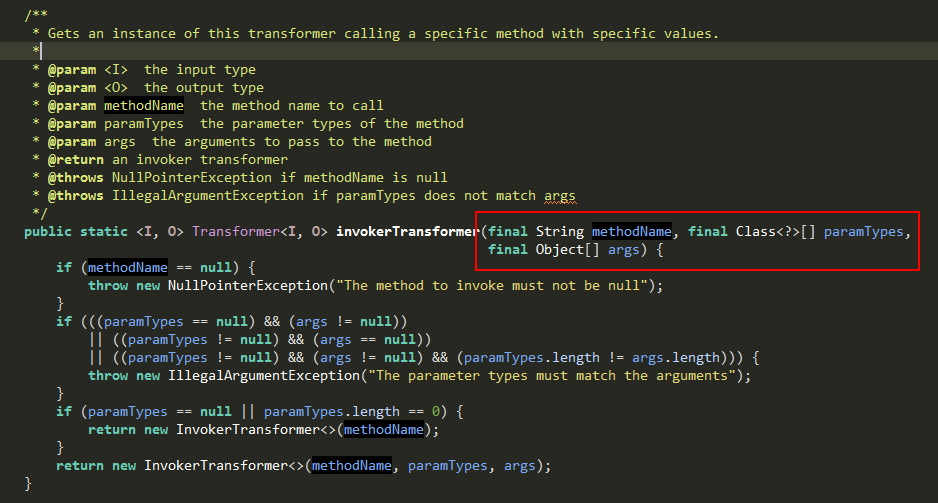 /**
 * Gets an instance of this transformer calling a specific method with specific values.
 *
 * @param <I>  the input type
 * @param <O>  the output type
 * @param methodName  the method name to call
 * @param paramTypes  the parameter types of the method
 * @param args  the arguments to pass to the method
 * @return an invoker transformer
 * @throws NullPointerException if methodName is null
 * @throws IllegalArgumentException if paramTypes does not match args
 */
public static <I, O> Transformer<I, O> invokerTransformer(final String methodName, final Class<?>[] paramTypes,
                                                          final Object[] args) {
    if (methodName == null) {
        throw new NullPointerException("The method to invoke must not be null");
    }
    if (((paramTypes == null) && (args != null))
        || ((paramTypes != null) && (args == null))
        || ((paramTypes != null) && (args != null) && (paramTypes.length != args.length))) {
        throw new IllegalArgumentException("The parameter types must match the arguments");
    }
    if (paramTypes == null || paramTypes.length == 0) {
        return new InvokerTransformer<>(methodName);
    }
    return new InvokerTransformer<>(methodName, paramTypes, args);
}